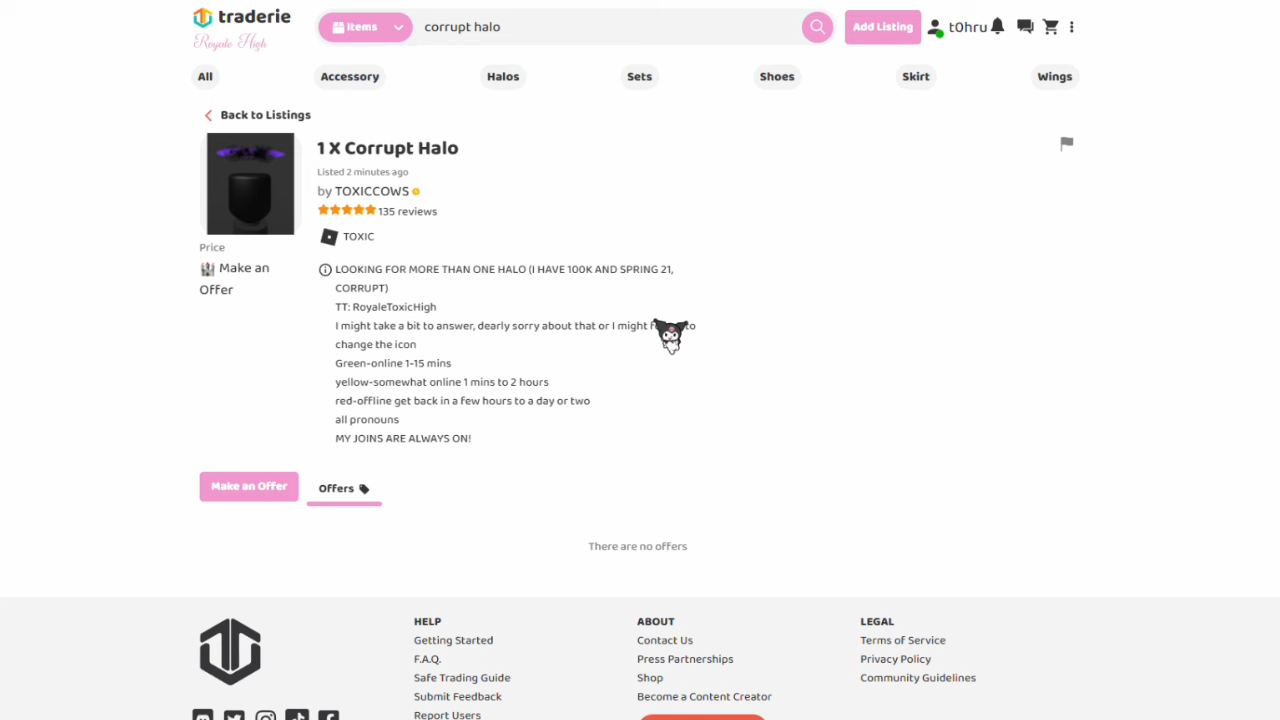 traderie
Royale High
Items
corrupt halo
Add Listing
t0hru
All
Accessory
Halos
Sets
Shoes
Skirt
Wings
Back to Listings
1 X Corrupt Halo
Listed 2 minutes ago
by TOXICCOWS
135 reviews
TOXIC
Price
Make an
Offer
LOOKING FOR MORE THAN ONE HALO (I HAVE 100K AND SPRING 21,
CORRUPT)
TT: RoyaleToxicHigh
I might take a bit to answer, dearly sorry about that or I might to
change the icon
Green-online 1-15 mins
yellow-somewhat online 1 mins to 2 hours
red-offline get back in a few hours to a day or two
all pronouns
MY JOINS ARE ALWAYS ON!
Make an Offer
Offers
There are no offers
HELP
Getting Started
F.A.Q.
Safe Trading Guide
Submit Feedback
Report Users
ABOUT
Contact Us
Press Partnerships
Shop
Become a Content Creator
LEGAL
Terms of Service
Privacy Policy
Community Guidelines